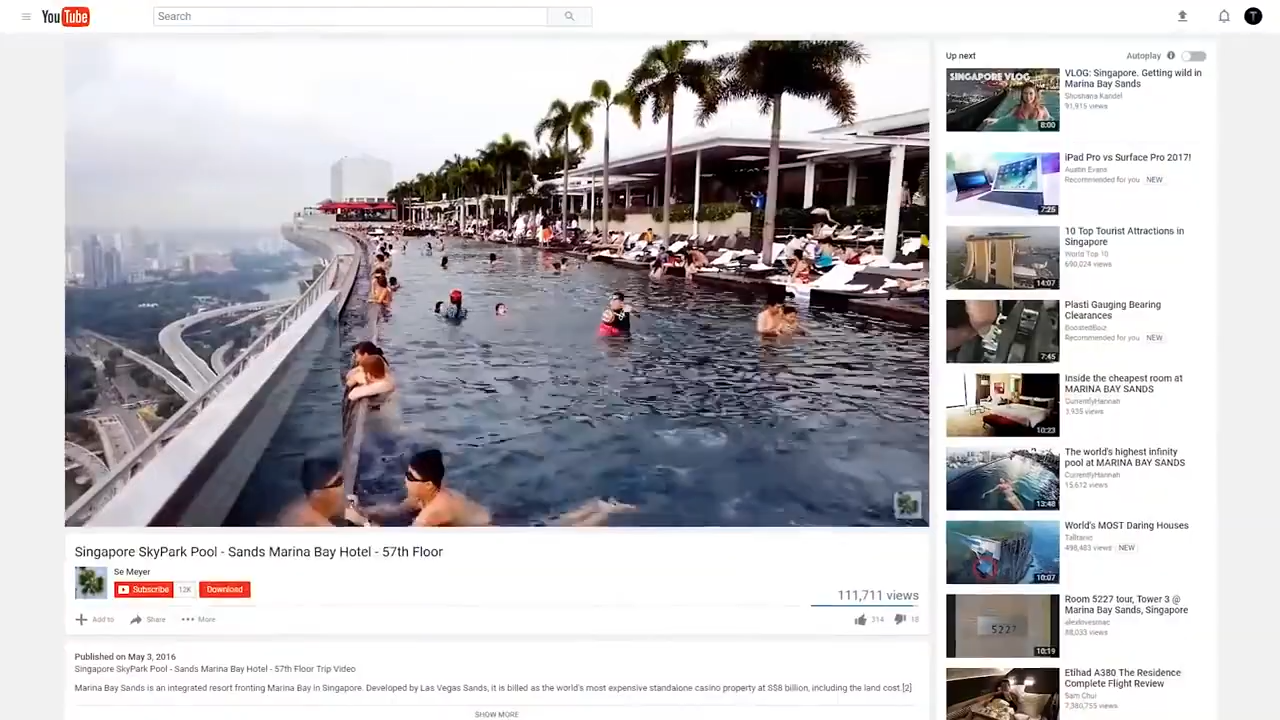 YouTube
Search
T
Up next
Autoplay
SINGAPORE VLOG
8:00
VLOG: Singapore. Getting wild in
Marina Bay Sands
Shoshana Kandel
91,915 views
7:25
iPad Pro vs Surface Pro 2017!
Austin Evans
Recommended for you NEW
14:07
10 Top Tourist Attractions in
Singapore
World Top 10
690,024 views
7:45
Plasti Gauging Bearing
Clearances
BoostedBoiz
Recommended for you NEW
10:23
Inside the cheapest room at
MARINA BAY SANDS
CurrentlyHannah
3,935 views
13:48
The world's highest infinity
pool at MARINA BAY SANDS
CurrentlyHannah
15,612 views
10:07
World's MOST Daring Houses
Talltanic
498,483 views NEW
5227
10:19
Room 5227 tour, Tower 3 @
Marina Bay Sands, Singapore
88,033 views
Etihad A380 The Residence
Complete Flight Review
Sam Chui
7,380,755 views
Singapore SkyPark Pool - Sands Marina Bay Hotel - 57th Floor
Se Meyer
Subscribe 12K Download
111,711 views
Add to Share More
314 18
Published on May 3, 2016
Singapore SkyPark Pool - Sands Marina Bay Hotel - 57th Floor Trip Video
Marina Bay Sands is an integrated resort fronting Marina Bay in Singapore. Developed by Las Vegas Sands, it is billed as the world's most expensive standalone casino property at S$8 billion, including the land cost.[2]
SHOW MORE